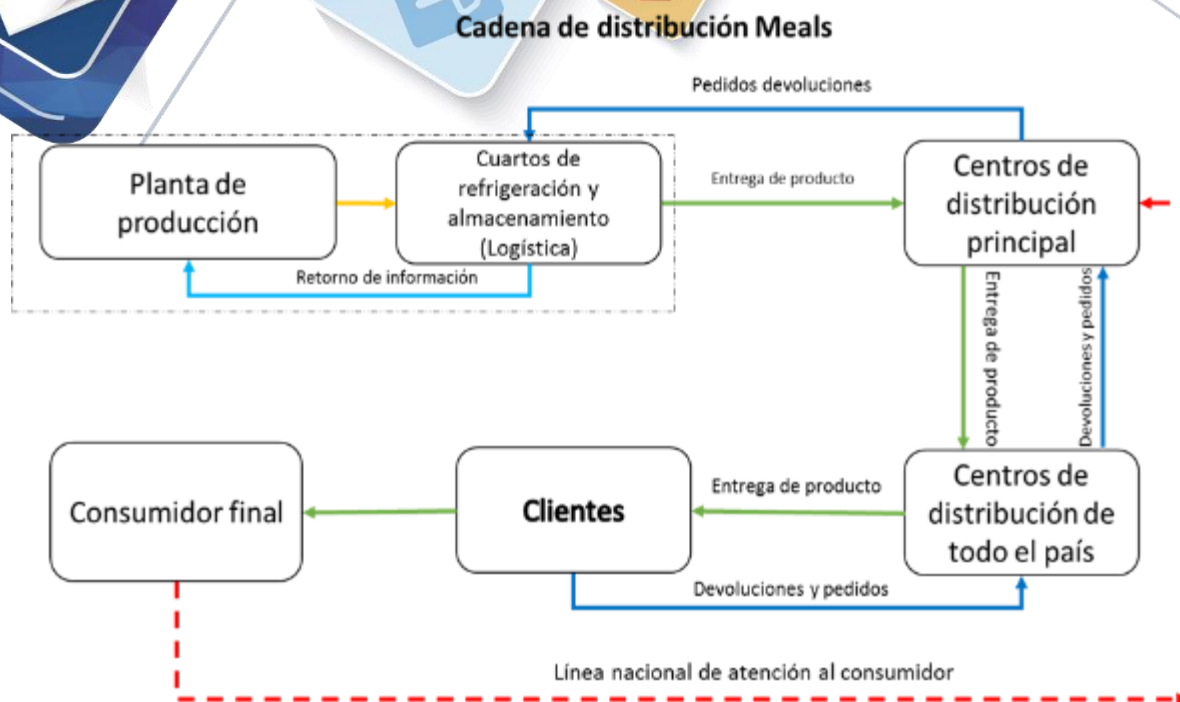 Cadena de distribución Meals
Pedidos devoluciones
Planta de
producción
Cuartos de
refrigeración y
almacenamiento
(Logística)
Entrega de producto
Centros de
distribución
principal
Retorno de información
Entrega de producto
Devoluciones y pedidos
Consumidor final
Clientes
Entrega de producto
Centros de
distribución de
todo el país
Devoluciones y pedidos
Línea nacional de atención al consumidor